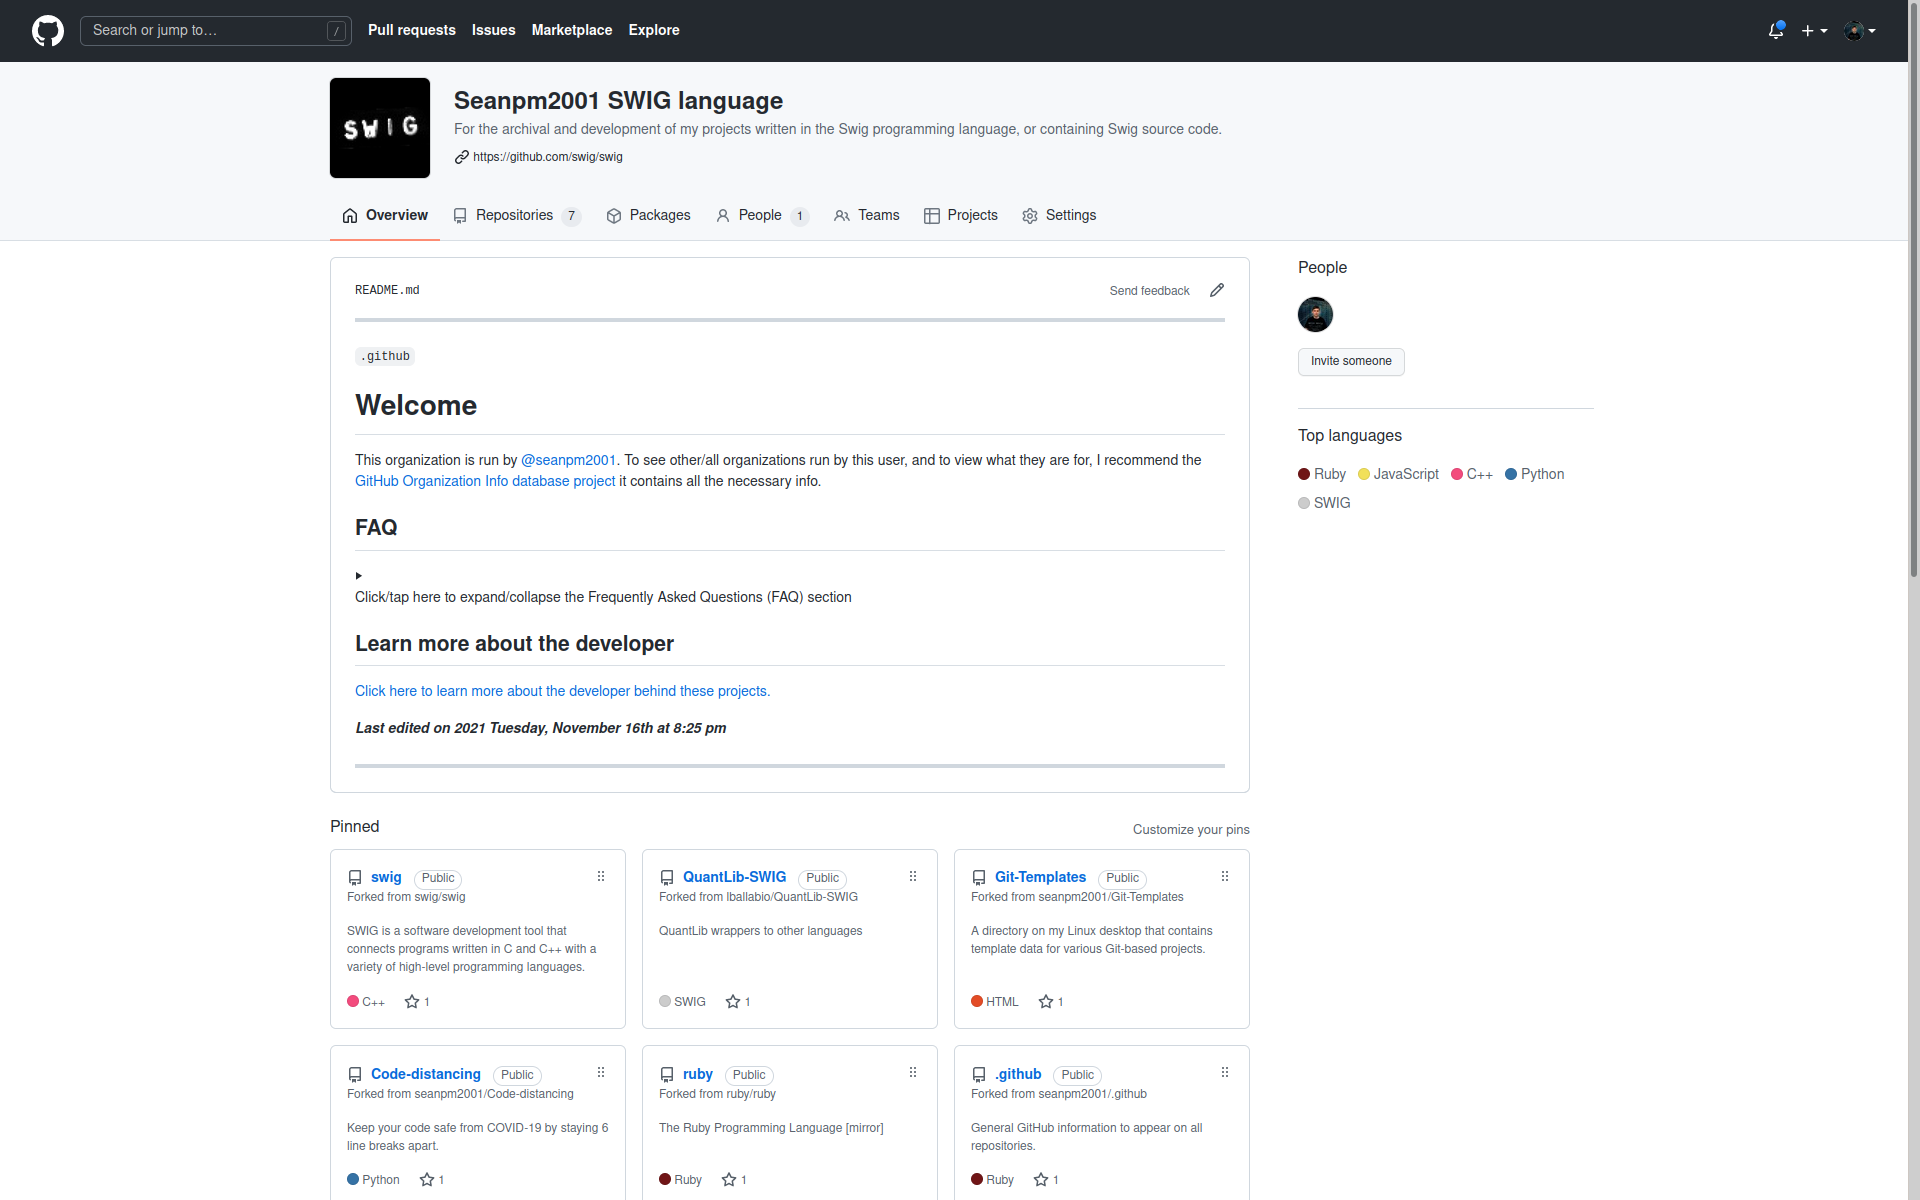 Search or jump to…
/
Pull requests
Issues
Marketplace
Explore
SWIG
Seanpm2001 SWIG language
For the archival and development of my projects written in the Swig programming language, or containing Swig source code.
https://github.com/swig/swig
Overview
Repositories 7
Packages
People 1
Teams
Projects
Settings
README.md
Send feedback
.github
Welcome
This organization is run by @seanpm2001. To see other/all organizations run by this user, and to view what they are for, I recommend the
GitHub Organization Info database project it contains all the necessary info.
FAQ
Click/tap here to expand/collapse the Frequently Asked Questions (FAQ) section
Learn more about the developer
Click here to learn more about the developer behind these projects.
Last edited on 2021 Tuesday, November 16th at 8:25 pm
People
Invite someone
Top languages
Ruby JavaScript C++ Python
SWIG
Pinned
Customize your pins
swig Public
Forked from swig/swig
SWIG is a software development tool that
connects programs written in C and C++ with a
variety of high-level programming languages.
C++ 1
QuantLib-SWIG Public
Forked from lballabio/QuantLib-SWIG
QuantLib wrappers to other languages
SWIG 1
Git-Templates Public
Forked from seanpm2001/Git-Templates
A directory on my Linux desktop that contains
template data for various Git-based projects.
HTML 1
Code-distancing Public
Forked from seanpm2001/Code-distancing
Keep your code safe from COVID-19 by staying 6
line breaks apart.
Python 1
ruby Public
Forked from ruby/ruby
The Ruby Programming Language [mirror]
Ruby 1
.github Public
Forked from seanpm2001/.github
General GitHub information to appear on all
repositories.
Ruby 1